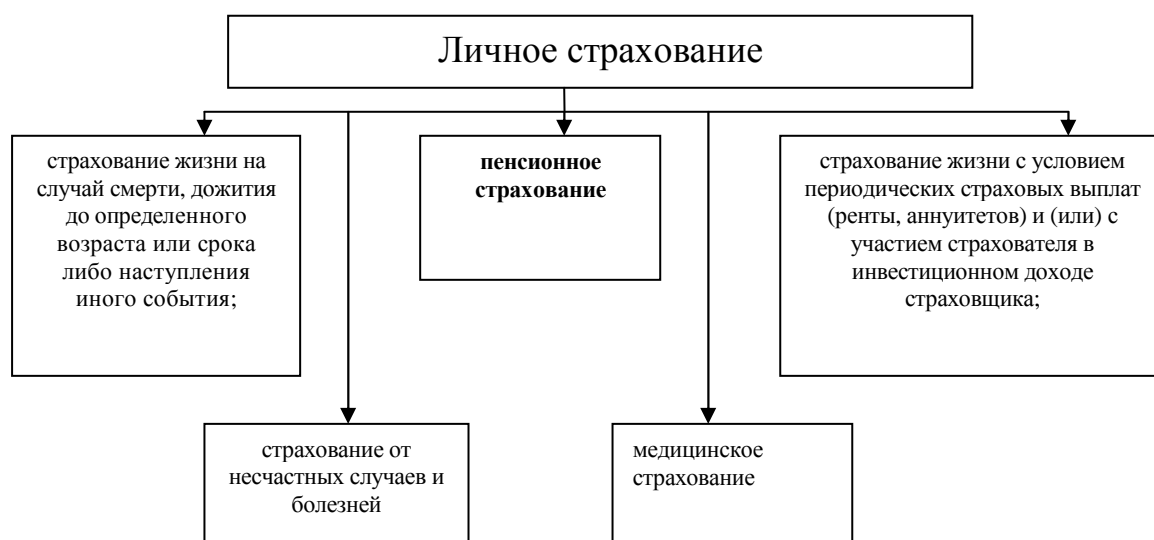 Личное страхование
страхование жизни на
случай смерти, дожития
до определенного
возраста или срока
либо наступления
иного события;
пенсионное
страхование
страхование жизни с условием
периодических страховых выплат
(ренты, аннуитетов) и (или) с
участием страхователя в
инвестиционном доходе
страховщика;
страхование от
несчастных случаев и
болезней
медицинское
страхование